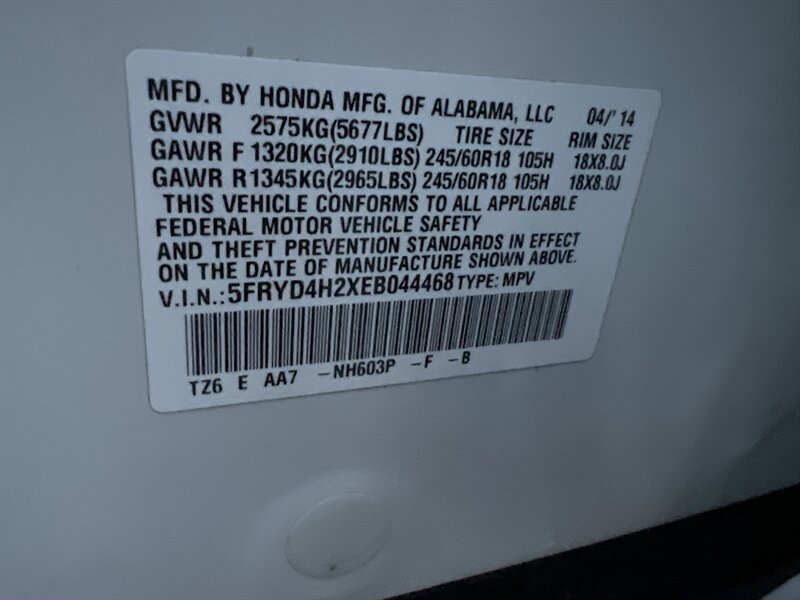 MFD. BY HONDA MFG. OF ALABAMA, LLC 04/'14
GVWR 2575KG(5677LBS) TIRE SIZE RIM SIZE
GAWR F 1320KG(2910LBS) 245/60R18 105H 18X8.0J
GAWR R 1345KG(2965LBS) 245/60R18 105H 18X8.0J
THIS VEHICLE CONFORMS TO ALL APPLICABLE
FEDERAL MOTOR VEHICLE SAFETY
AND THEFT PREVENTION STANDARDS IN EFFECT
ON THE DATE OF MANUFACTURE SHOWN ABOVE.
V.I.N.:5FRYD4H2XEB044468 TYPE: MPV
TZ6 E AA7 -NH603P -F -B